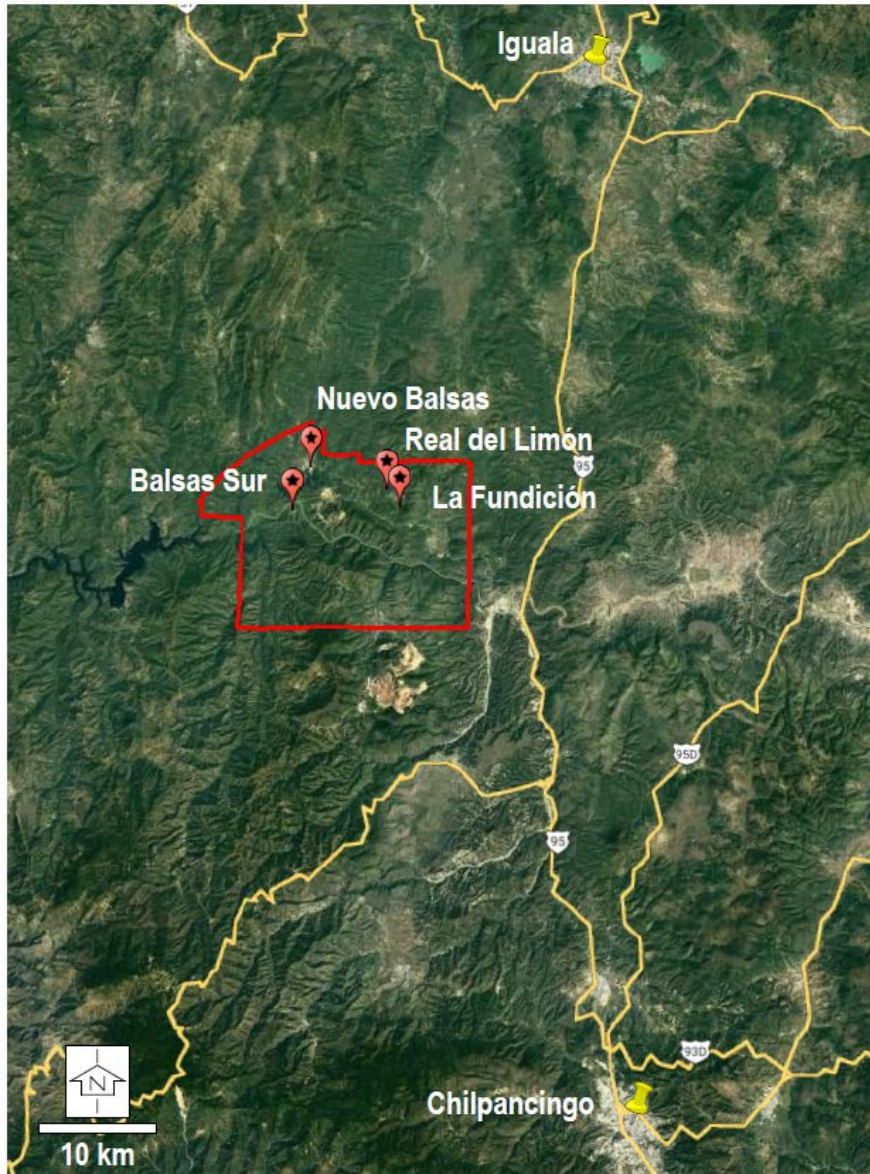 Iguala
Nuevo Balsas
Real del Limón
95
Balsas Sur
La Fundición
95D
95
N
93D
Chilpancingo
10 km